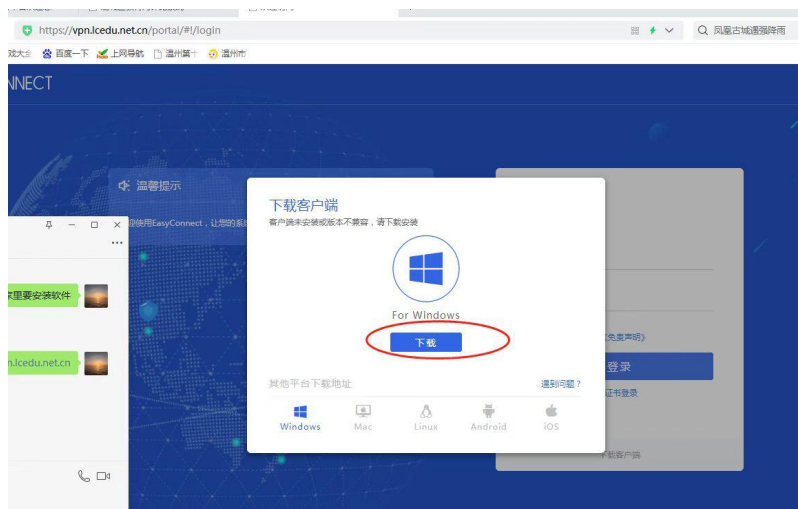 https://vpn.lcedu.net.cn/portal/#!/login
凤凰古城遇强降雨
百度一下
上网导航
温州第十
温州市
NNECT
温馨提示
迎使用EasyConnect，让您的系
下载客户端
客户端未安装或版本不兼容，请下载安装
For Windows
下载
其他平台下载地址
遇到问题？
Windows
Mac
Linux
Android
iOS
家里要安装软件
n.lcedu.net.cn
《免责声明》
登录
证书登录
下载客户端